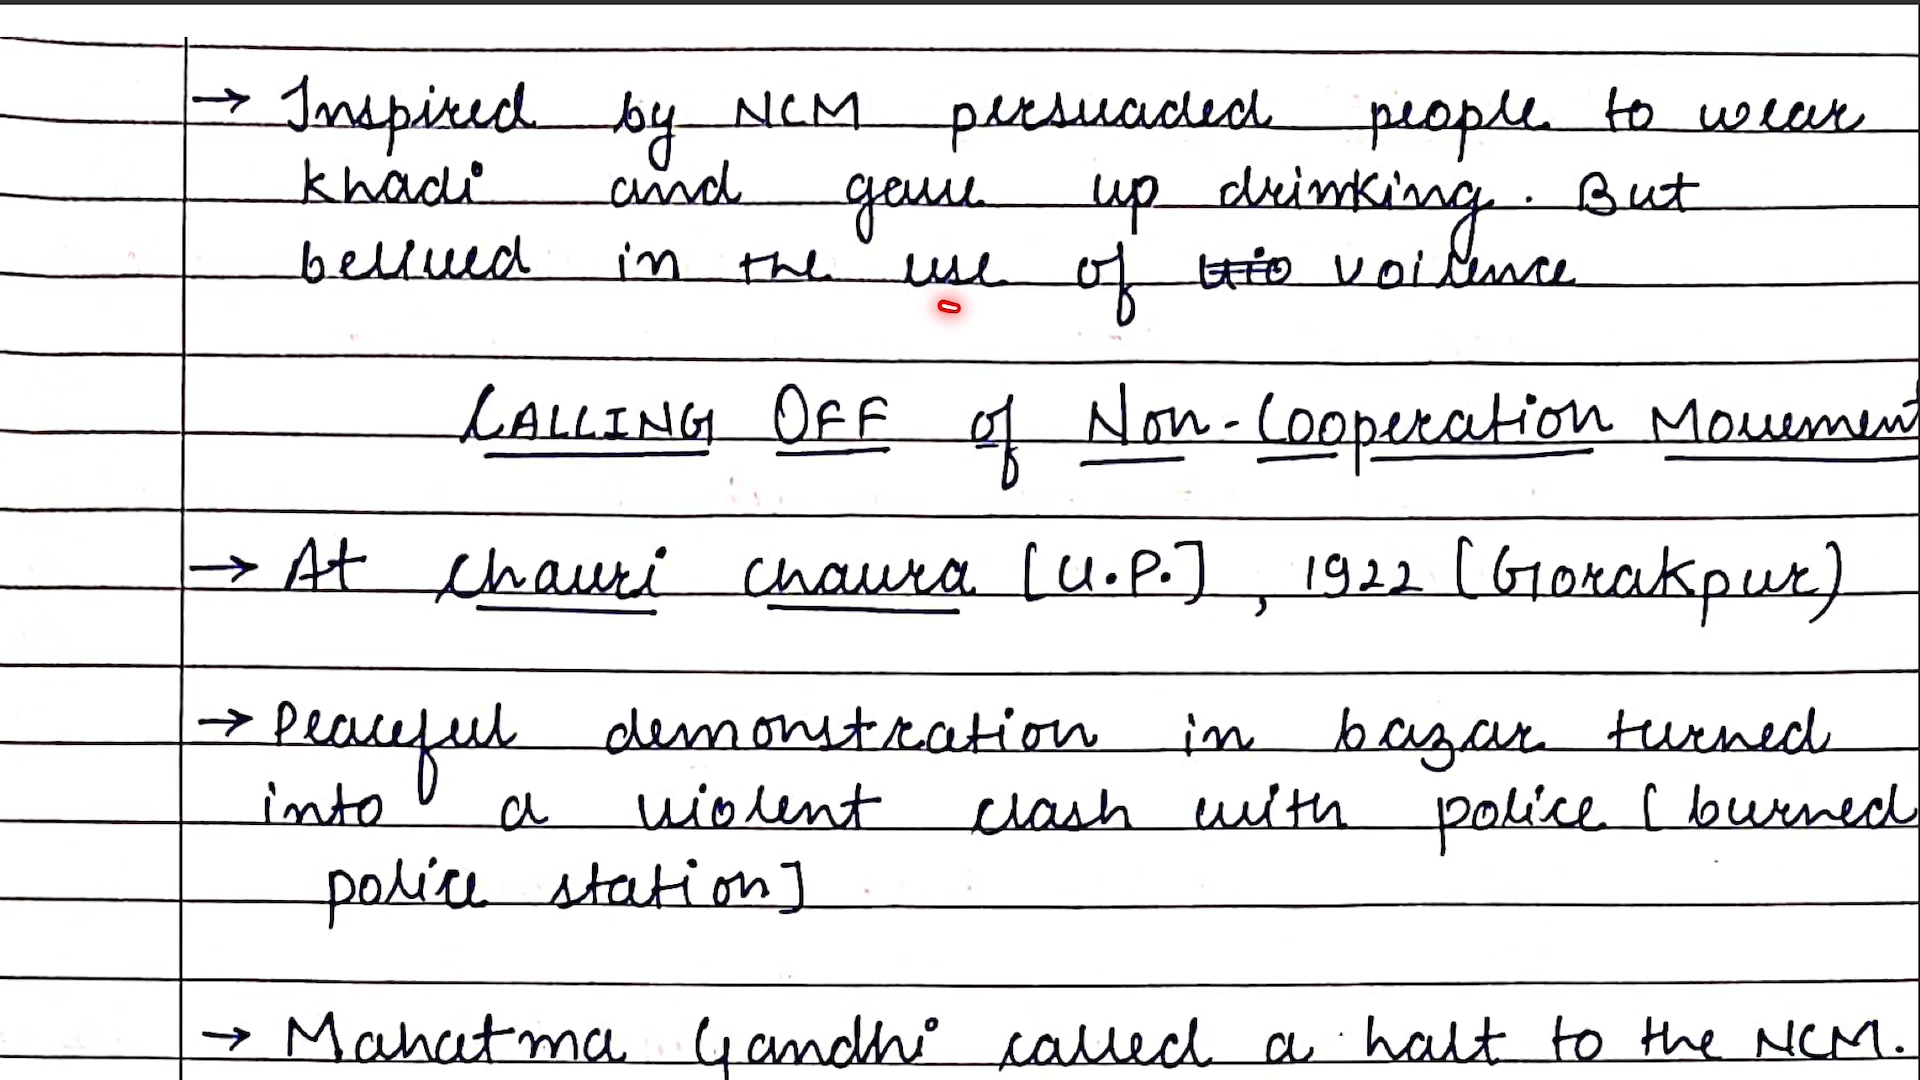 → Inspired by NCM persuaded people to wear
khadi and gave up drinking. But
believed in the use of voilence
CALLING OFF of Non-Cooperation Movement
→ At Chauri Chaura [U.P.], 1922 [Gorakpur)
→ Peaceful demonstration in bazar turned
into a violent clash with police [burned
police station]
→ Mahatma Gandhi called a halt to the NCM.